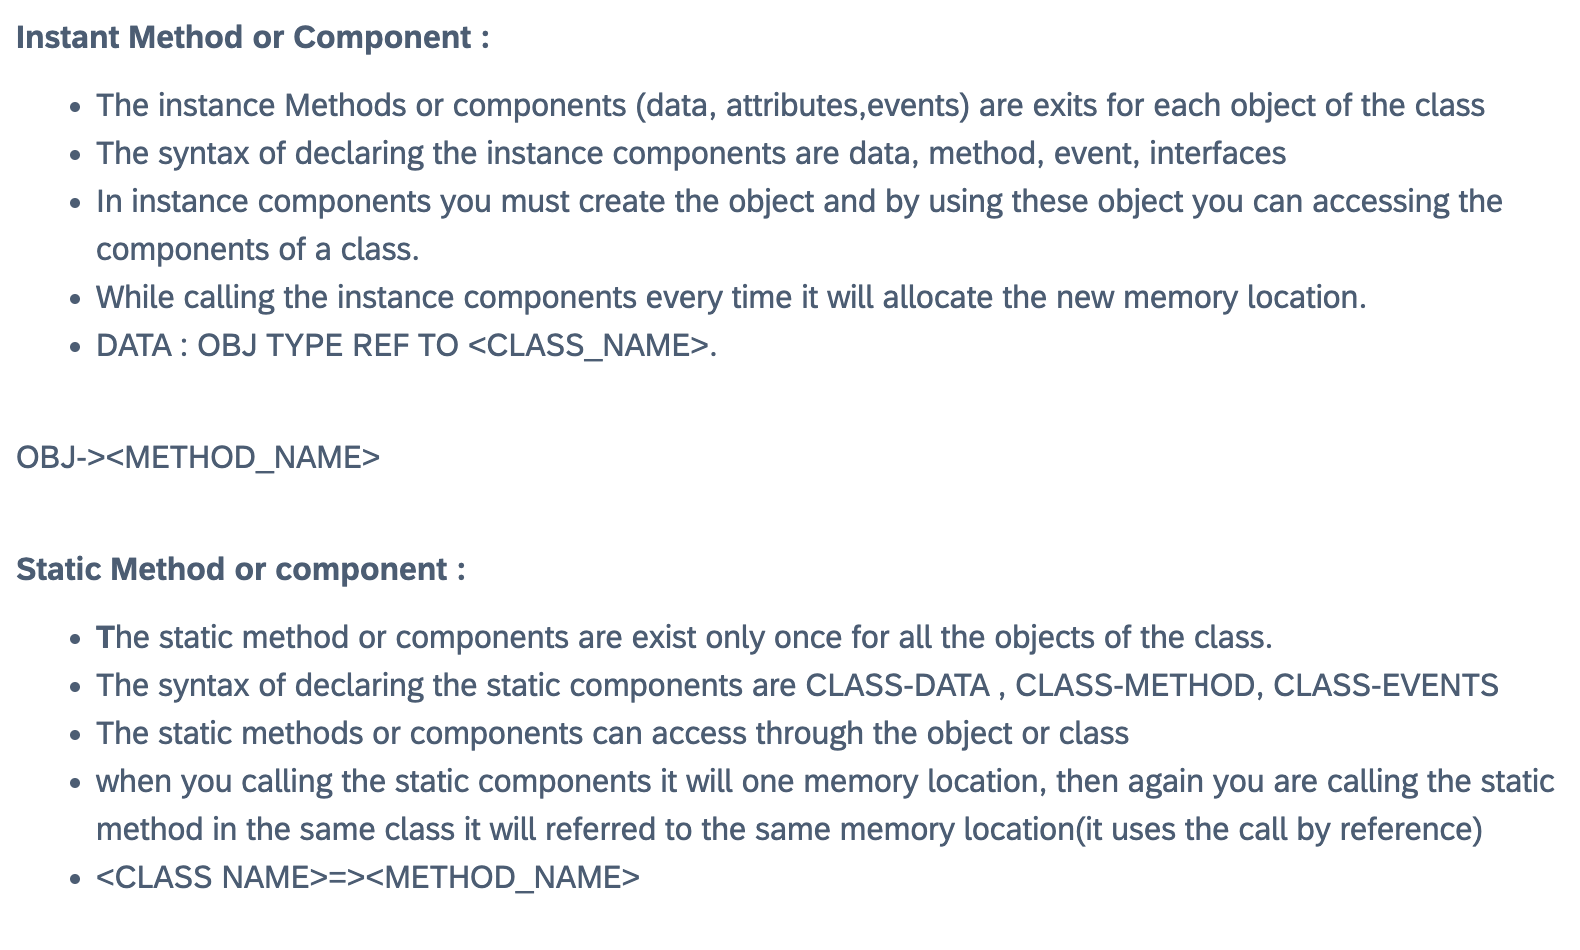 Instant Method or Component :
• The instance Methods or components (data, attributes,events) are exits for each object of the class
• The syntax of declaring the instance components are data, method, event, interfaces
• In instance components you must create the object and by using these object you can accessing the
components of a class.
• While calling the instance components every time it will allocate the new memory location.
• DATA : OBJ TYPE REF TO <CLASS_NAME>.
OBJ-><METHOD_NAME>
Static Method or component :
• The static method or components are exist only once for all the objects of the class.
• The syntax of declaring the static components are CLASS-DATA , CLASS-METHOD, CLASS-EVENTS
• The static methods or components can access through the object or class
• when you calling the static components it will one memory location, then again you are calling the static
method in the same class it will referred to the same memory location(it uses the call by reference)
• <CLASS NAME>=><METHOD_NAME>